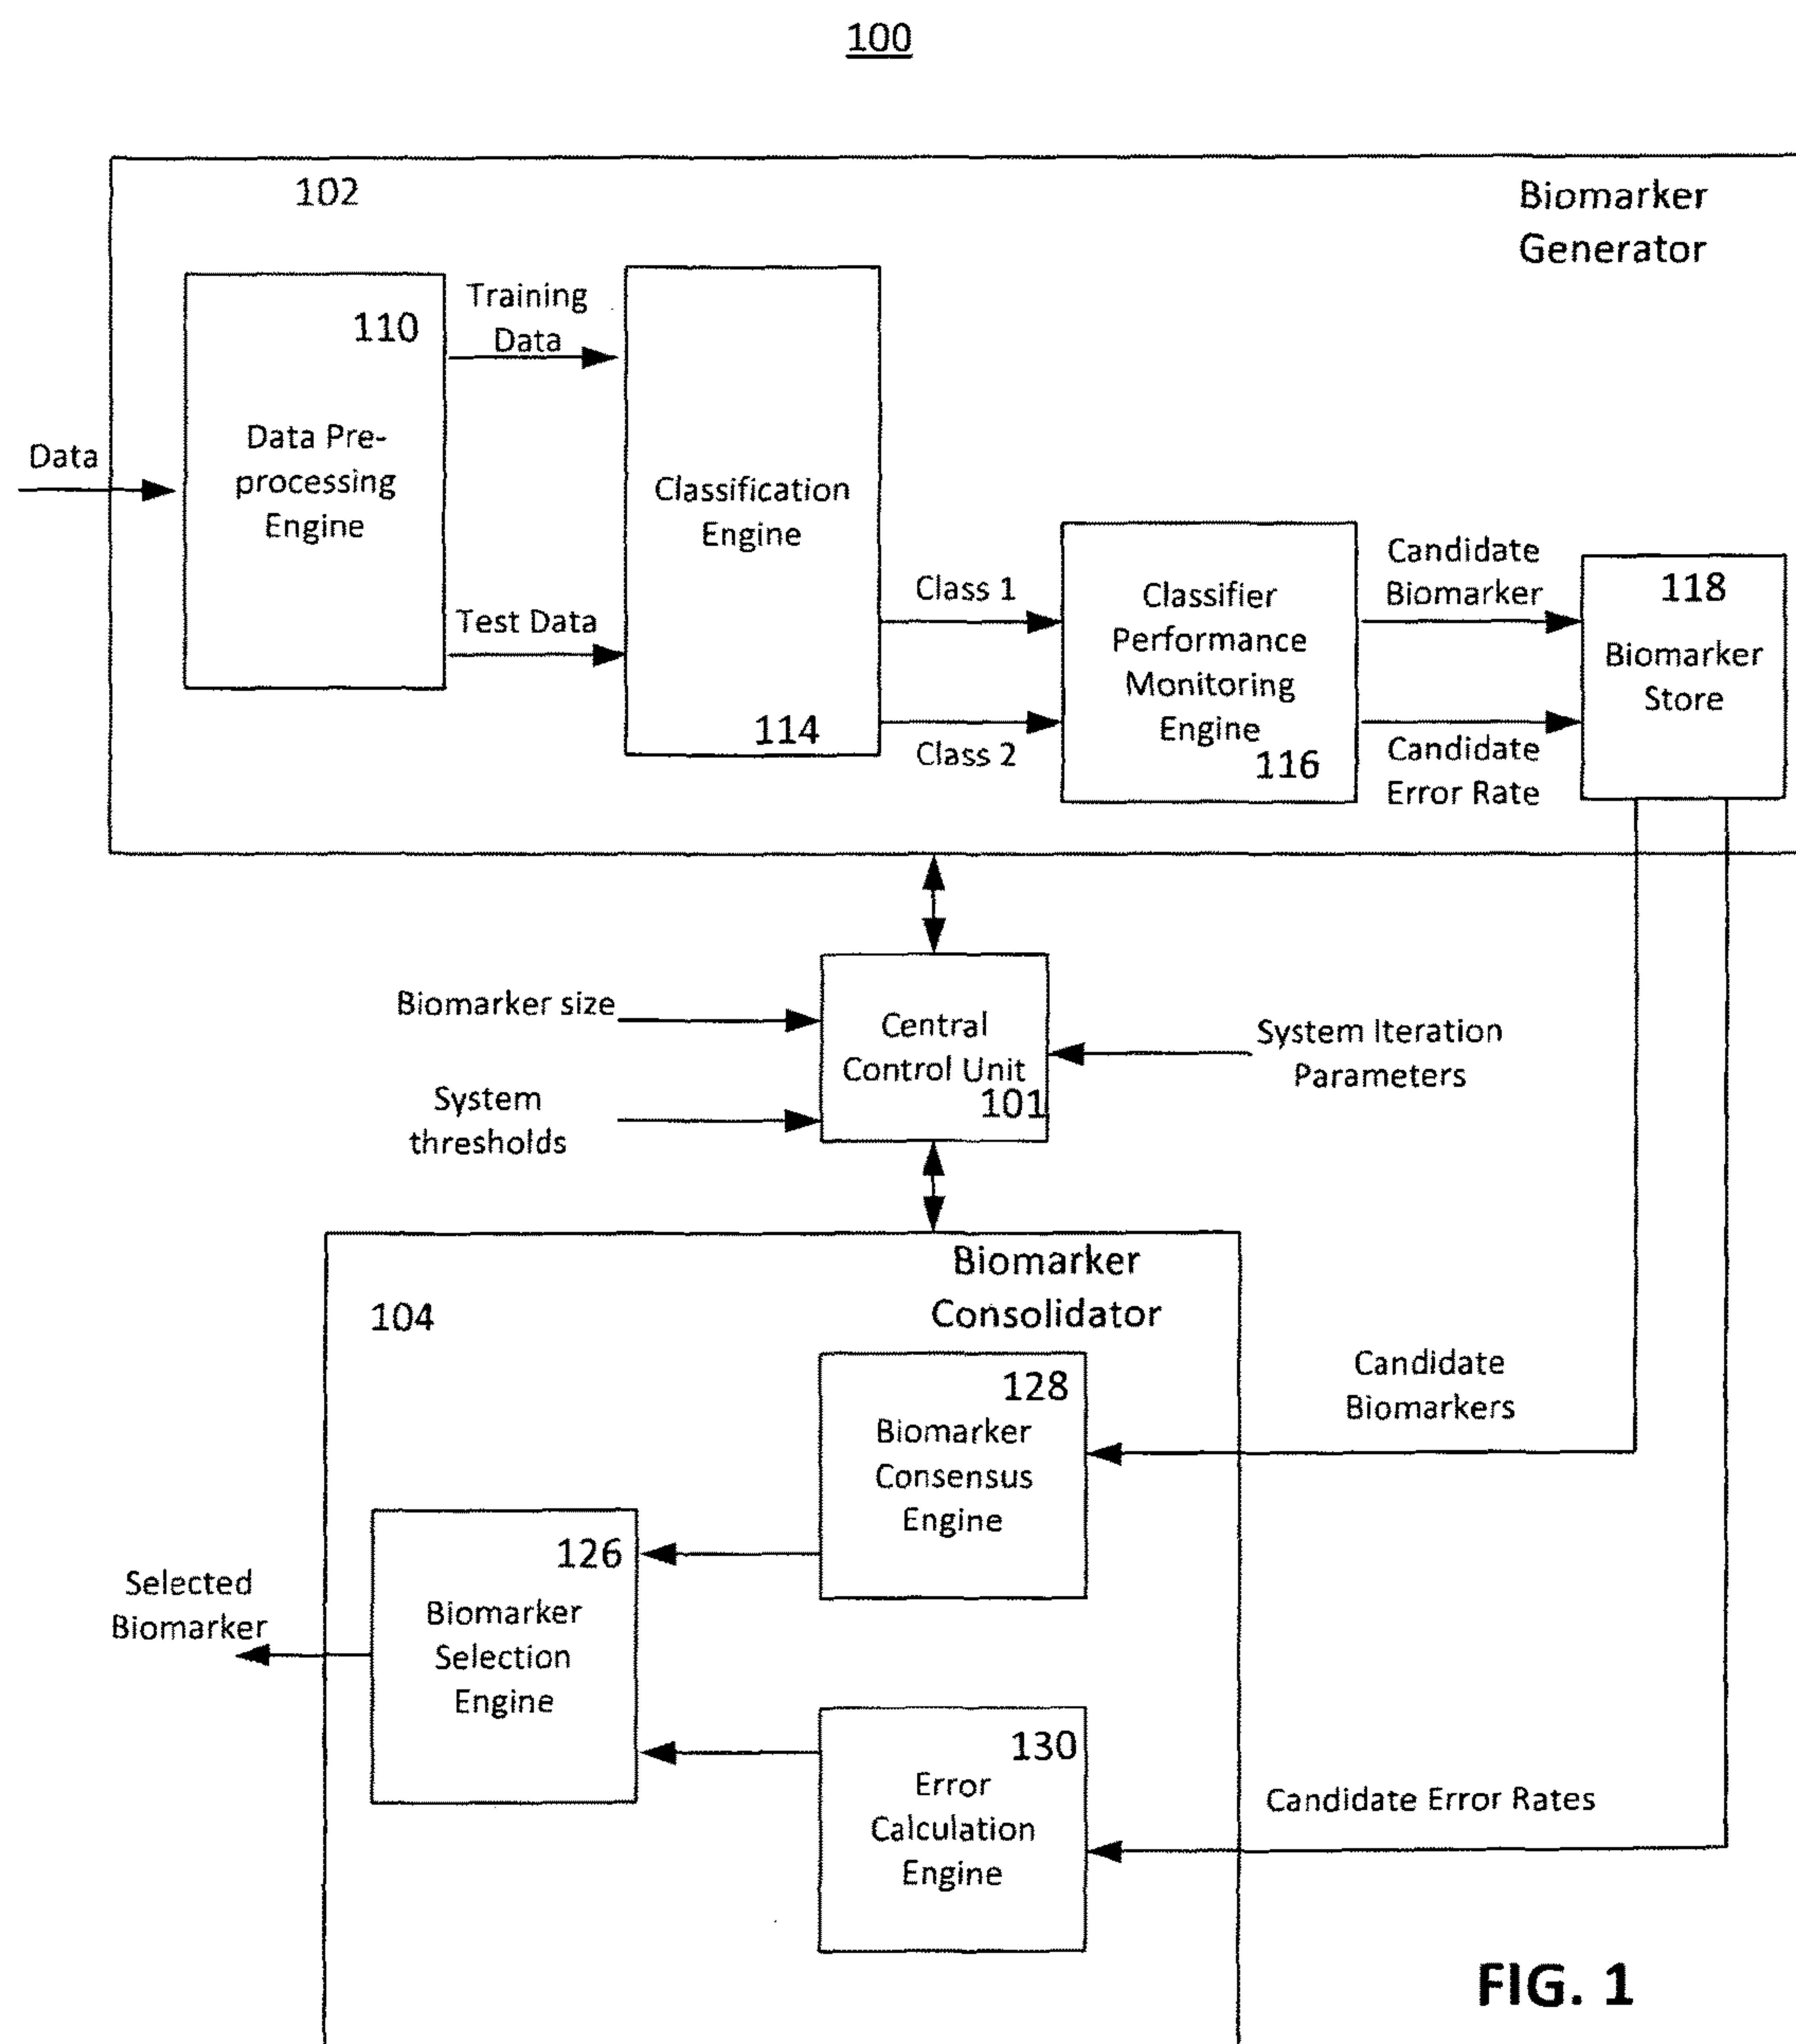 100
102
Biomarker
Generator
110
Data Pre-
processing
Engine
Data
Training
Data
Test Data
Classification
Engine
114
Class 1
Class 2
Classifier
Performance
Monitoring
Engine
116
Candidate
Biomarker
Candidate
Error Rate
118
Biomarker
Store
Biomarker size
System
thresholds
Central
Control Unit
101
System Iteration
Parameters
Biomarker
Consolidator
104
128
Biomarker
Consensus
Engine
Candidate
Biomarkers
126
Biomarker
Selection
Engine
Selected
Biomarker
130
Error
Calculation
Engine
Candidate Error Rates
FIG. 1